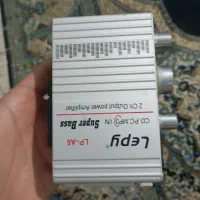 Lepy
LP-A6
CD PC MP3 IN
Super Bass
2 Ch Output power Amplifier